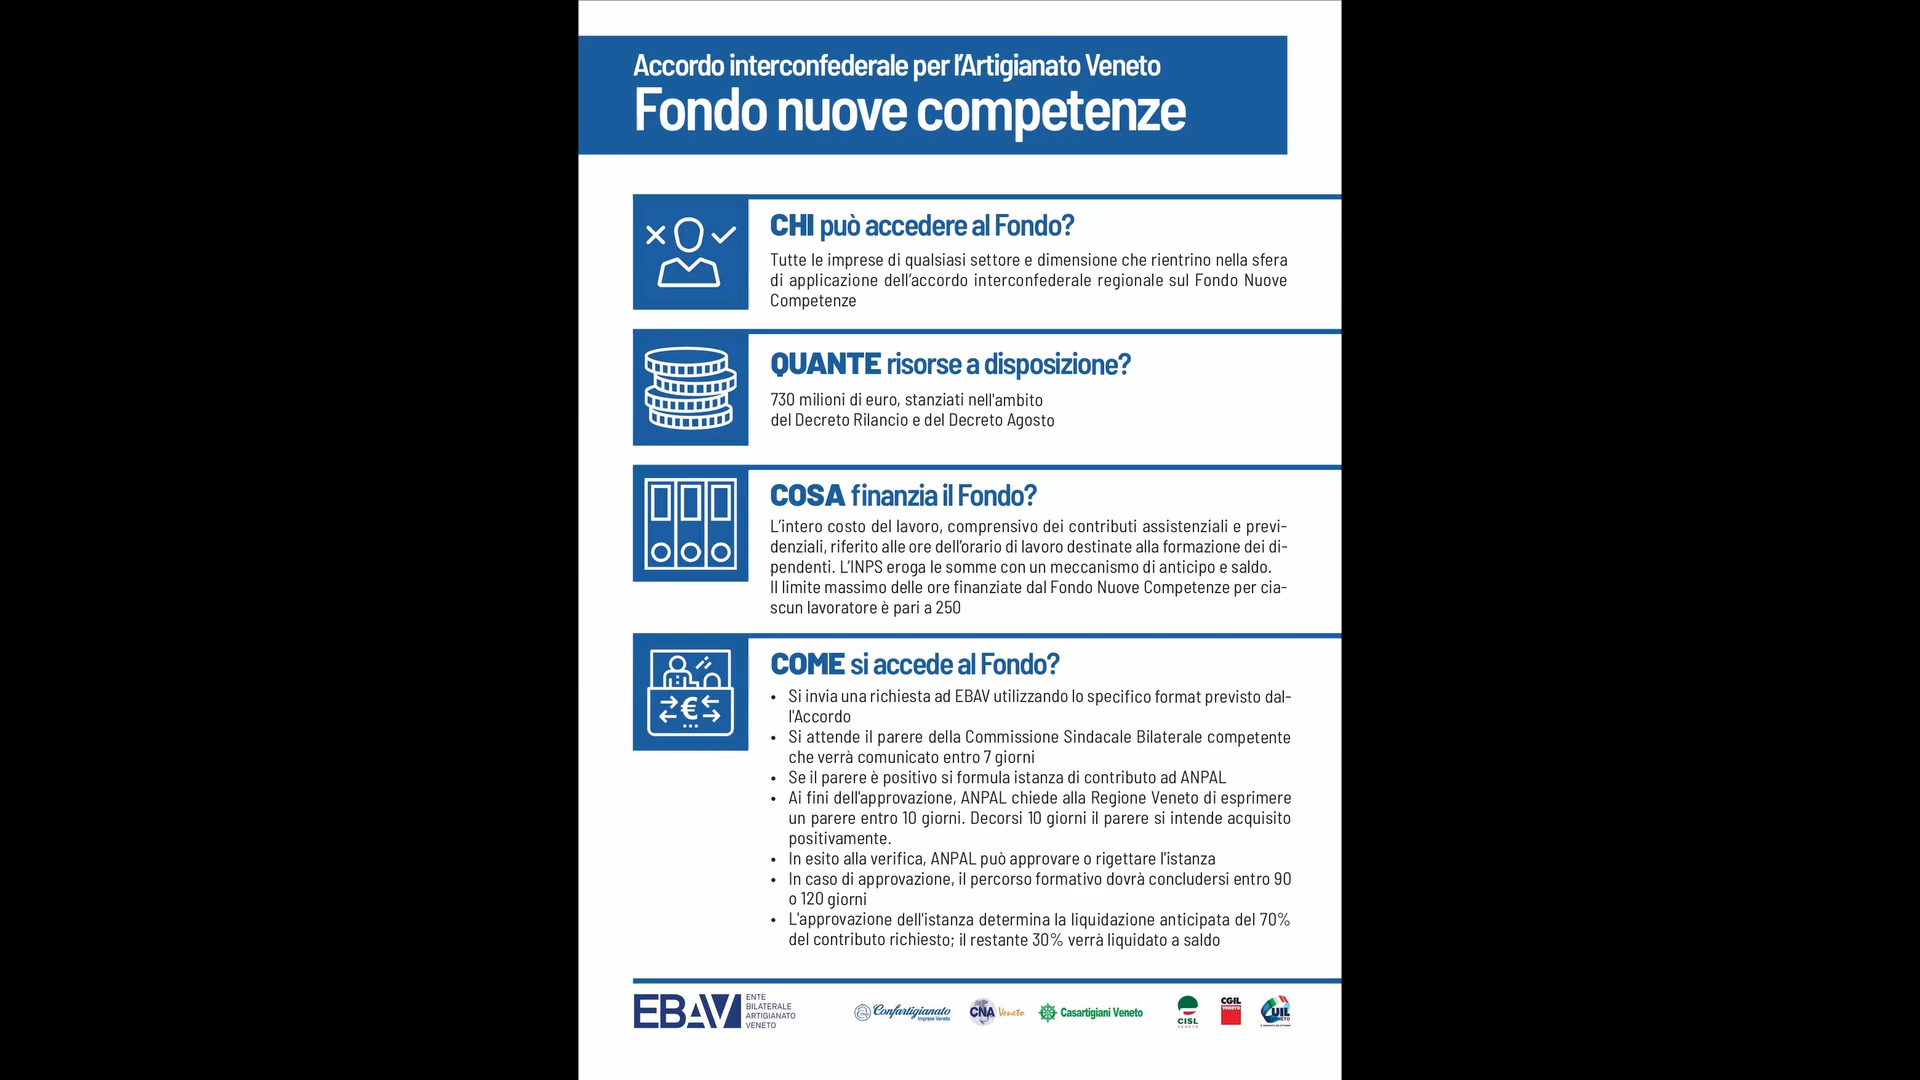 Accordo interconfederale per l'Artigianato Veneto
Fondo nuove competenze
CHI può accedere al Fondo?
Tutte le imprese di qualsiasi settore e dimensione che rientrino nella sfera
di applicazione dell'accordo interconfederale regionale sul Fondo Nuove
Competenze
QUANTE risorse a disposizione?
730 milioni di euro, stanziati nell'ambito
del Decreto Rilancio e del Decreto Agosto
COSA finanzia il Fondo?
L'intero costo del lavoro, comprensivo dei contributi assistenziali e previ-
denziali, riferito alle ore dell'orario di lavoro destinate alla formazione dei di-
pendenti. L'INPS eroga le somme con un meccanismo di anticipo e saldo.
Il limite massimo delle ore finanziate dal Fondo Nuove Competenze per cia-
scun lavoratore è pari a 250
COME si accede al Fondo?
• Si invia una richiesta ad EBAV utilizzando lo specifico format previsto dal-
l'Accordo
• Si attende il parere della Commissione Sindacale Bilaterale competente
che verrà comunicato entro 7 giorni
• Se il parere è positivo si formula istanza di contributo ad ANPAL
• Ai fini dell'approvazione, ANPAL chiede alla Regione Veneto di esprimere
un parere entro 10 giorni. Decorsi 10 giorni il parere si intende acquisito
positivamente.
• In esito alla verifica, ANPAL può approvare o rigettare l'istanza
• In caso di approvazione, il percorso formativo dovrà concludersi entro 90
o 120 giorni
• L'approvazione dell'istanza determina la liquidazione anticipata del 70%
del contributo richiesto; il restante 30% verrà liquidato a saldo
EBAV
ENTE
BILATERALE
ARTIGIANATO
VENETO
Confartigianato
Imprese Veneto
CNA Veneto
Casartigiani Veneto
CISL
VENETO
CGIL
VENETO
UIL